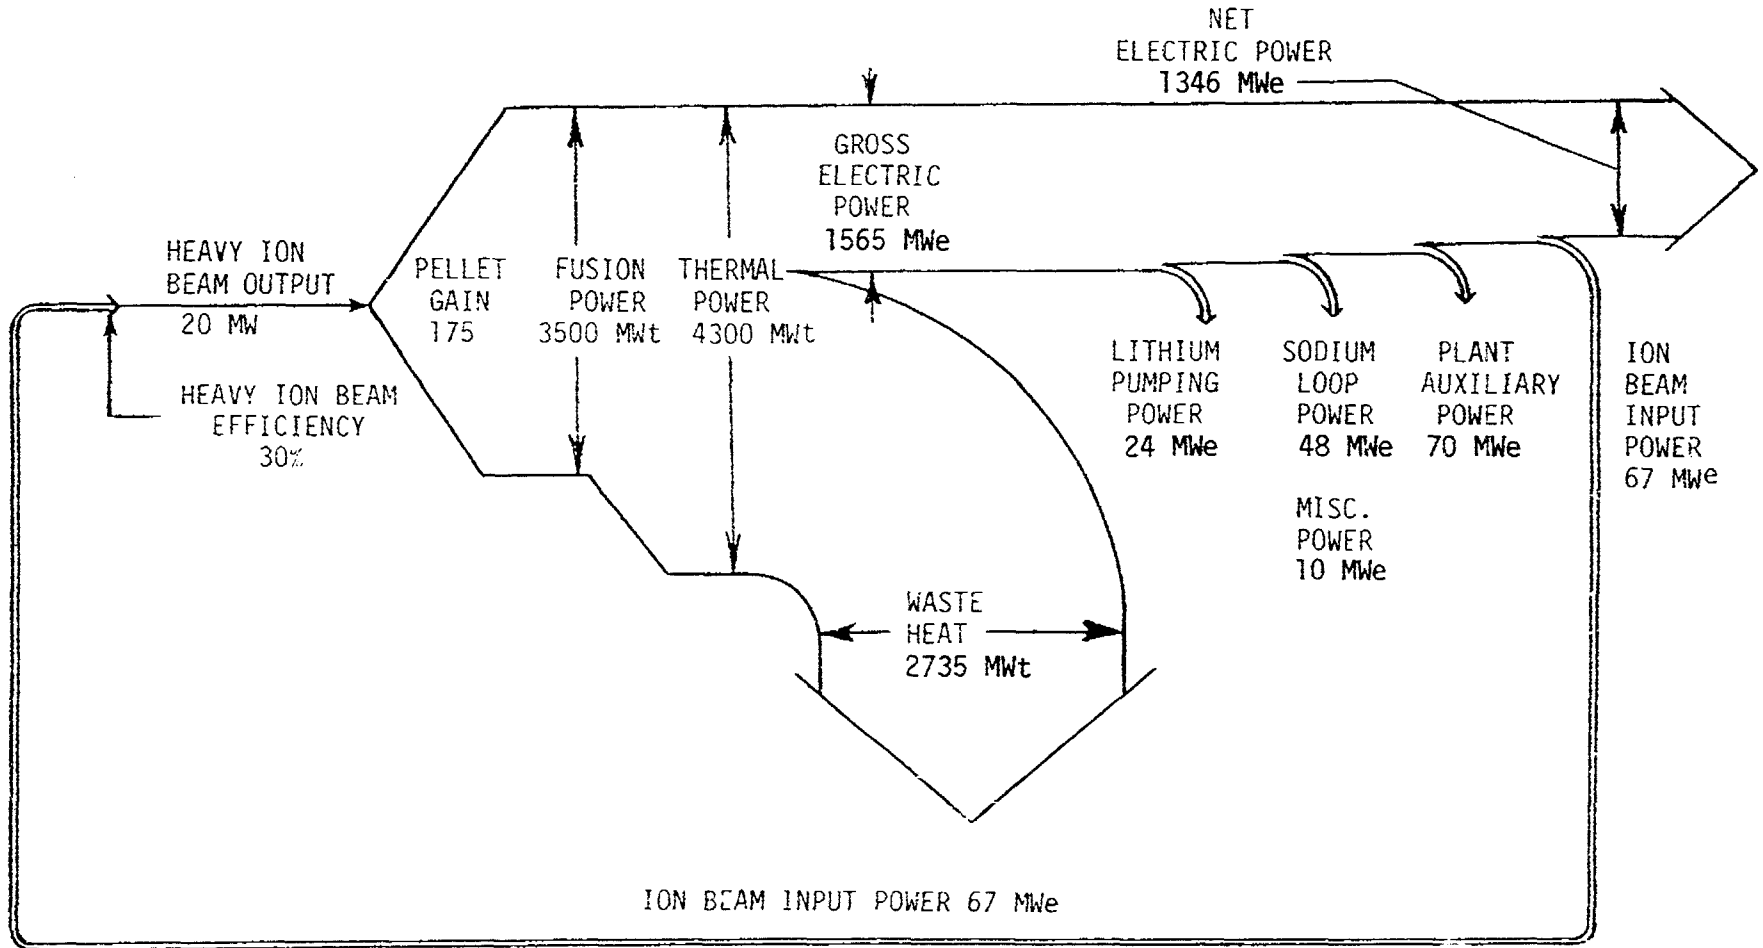 NET
ELECTRIC POWER
1346 MWe
GROSS
ELECTRIC
POWER
1565 MWe
HEAVY ION
BEAM OUTPUT
20 MW
PELLET
GAIN
175
FUSION
POWER
3500 MWt
THERMAL
POWER
4300 MWt
HEAVY ION BEAM
EFFICIENCY
30%
LITHIUM
PUMPING
POWER
24 MWe
SODIUM
LOOP
POWER
48 MWe
PLANT
AUXILIARY
POWER
70 MWe
ION
BEAM
INPUT
POWER
67 MWe
MISC.
POWER
10 MWe
WASTE
HEAT
2735 MWt
ION BEAM INPUT POWER 67 MWe